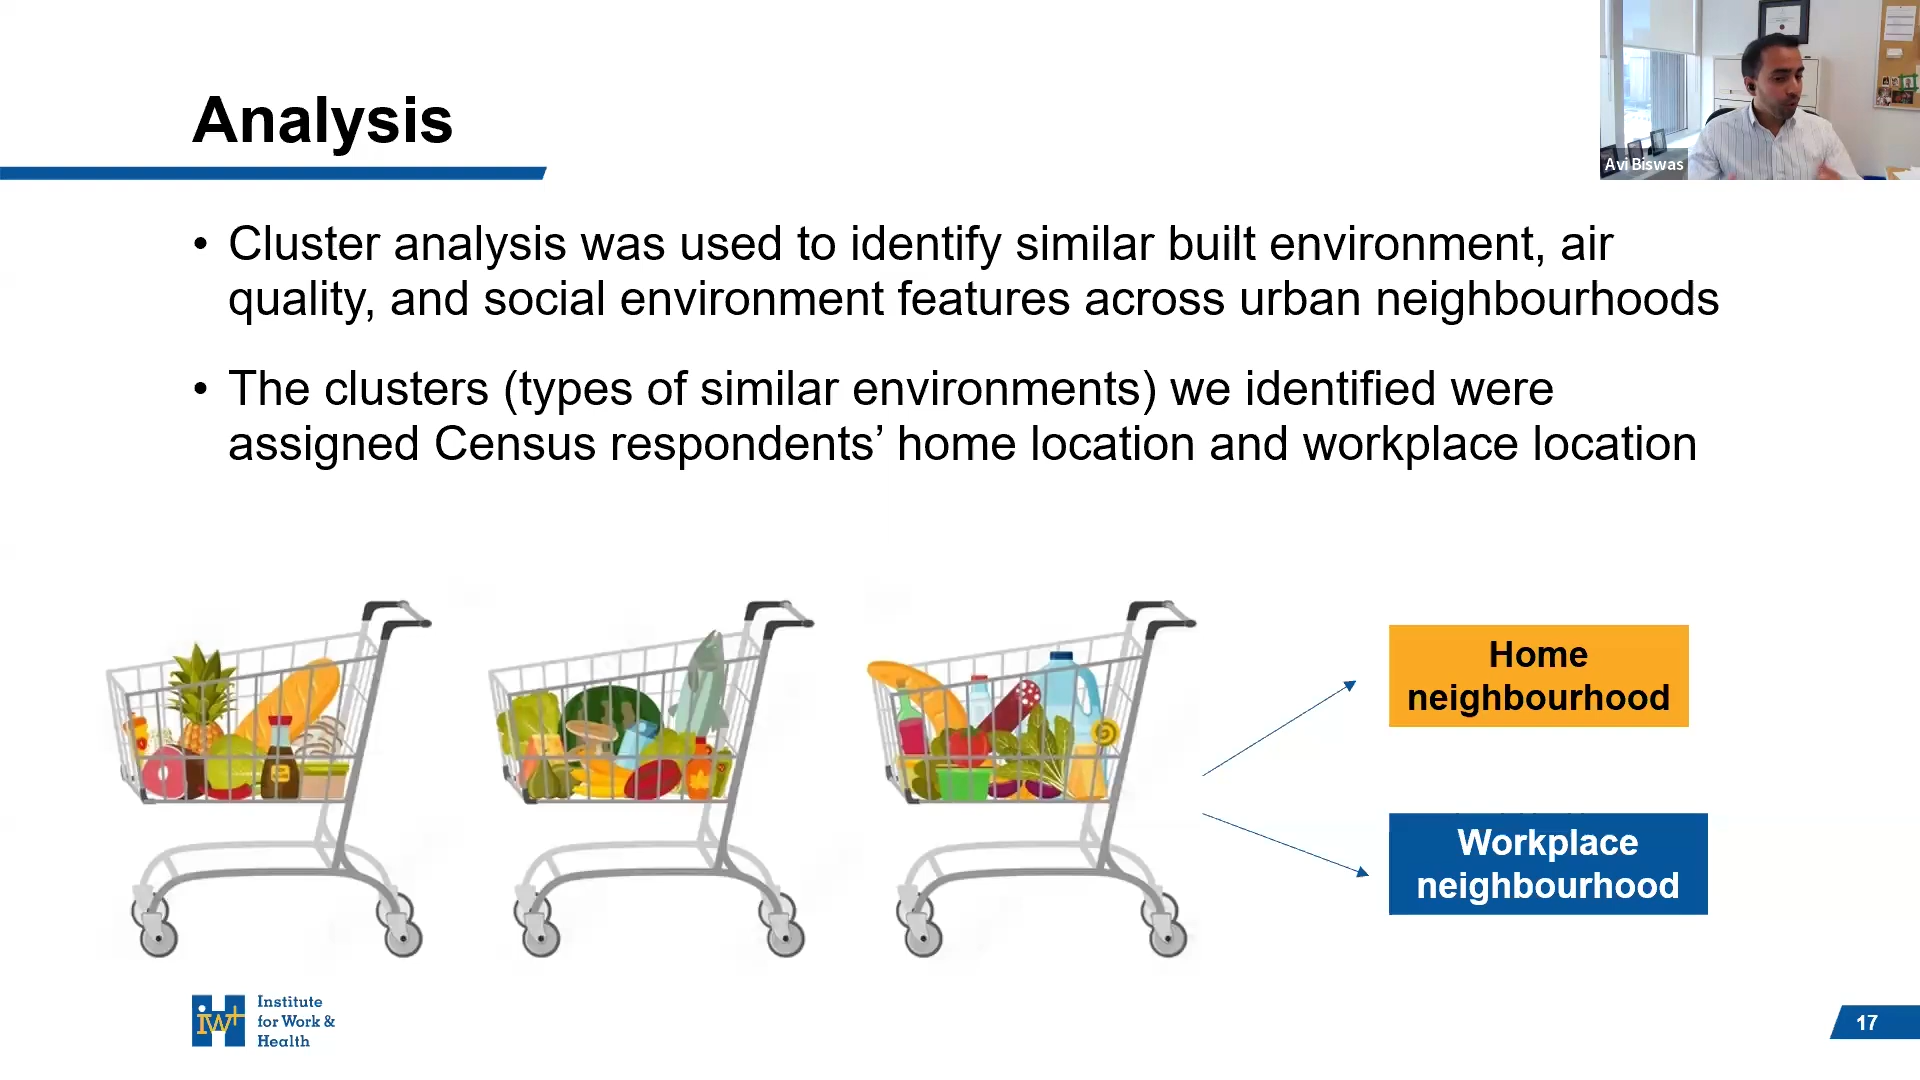 Analysis
Avi Biswas
• Cluster analysis was used to identify similar built environment, air
quality, and social environment features across urban neighbourhoods
• The clusters (types of similar environments) we identified were
assigned Census respondents’ home location and workplace location
Home
neighbourhood
Workplace
neighbourhood
iwh
Institute
for Work &
Health
17